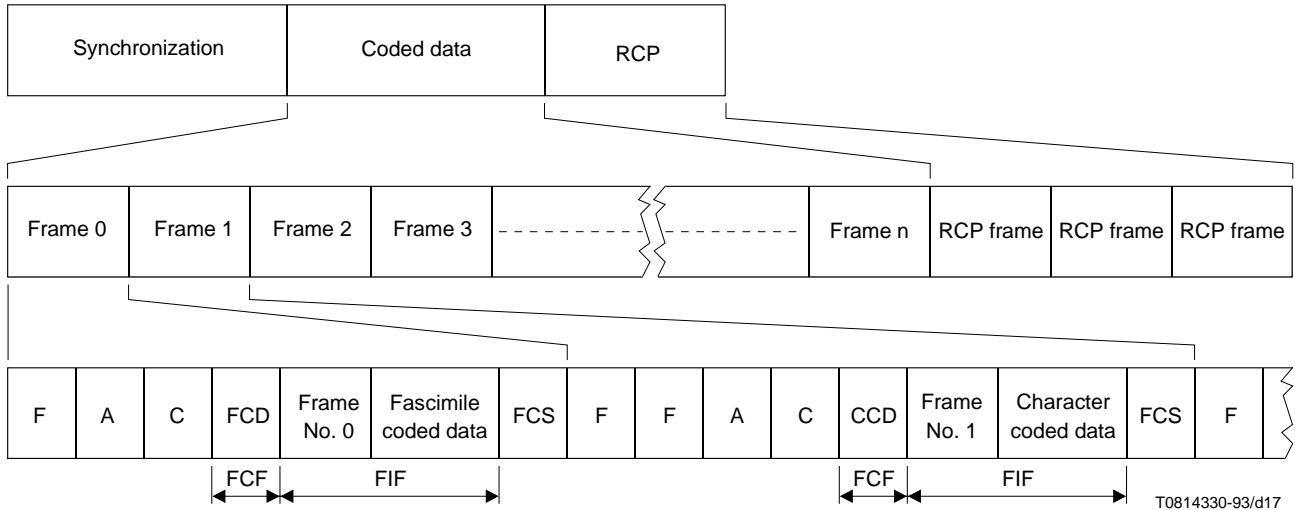 Synchronization Coded data RCP
Frame 0 Frame 1 Frame 2 Frame 3 Frame n RCP frame RCP frame RCP frame
F A C FCD Frame No. 0 Fascimile coded data FCS F F A C CCD Frame No. 1 Character coded data FCS F
FCF FIF FCF FIF
T0814330-93/d17